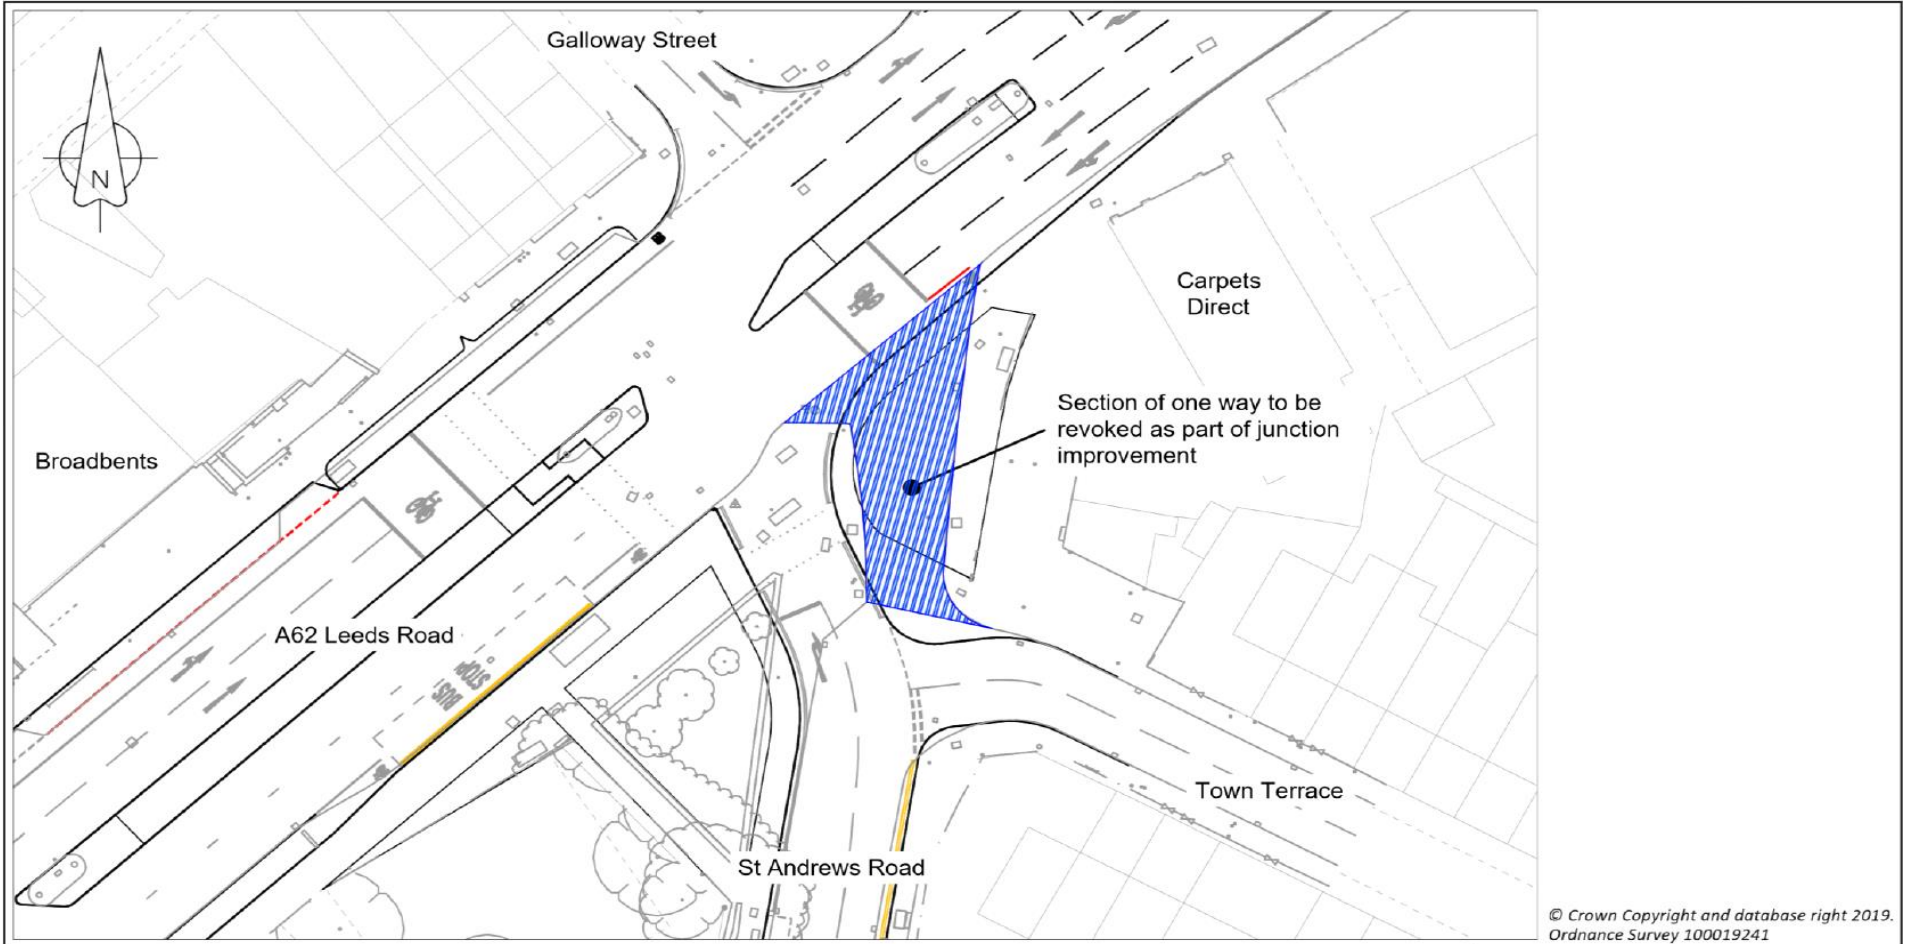 Galloway Street
N
Carpets
Direct
Section of one way to be
revoked as part of junction
improvement
Broadbents
A62 Leeds Road
BUS
STOP
Town Terrace
St Andrews Road
© Crown Copyright and database right 2019.
Ordnance Survey 100019241